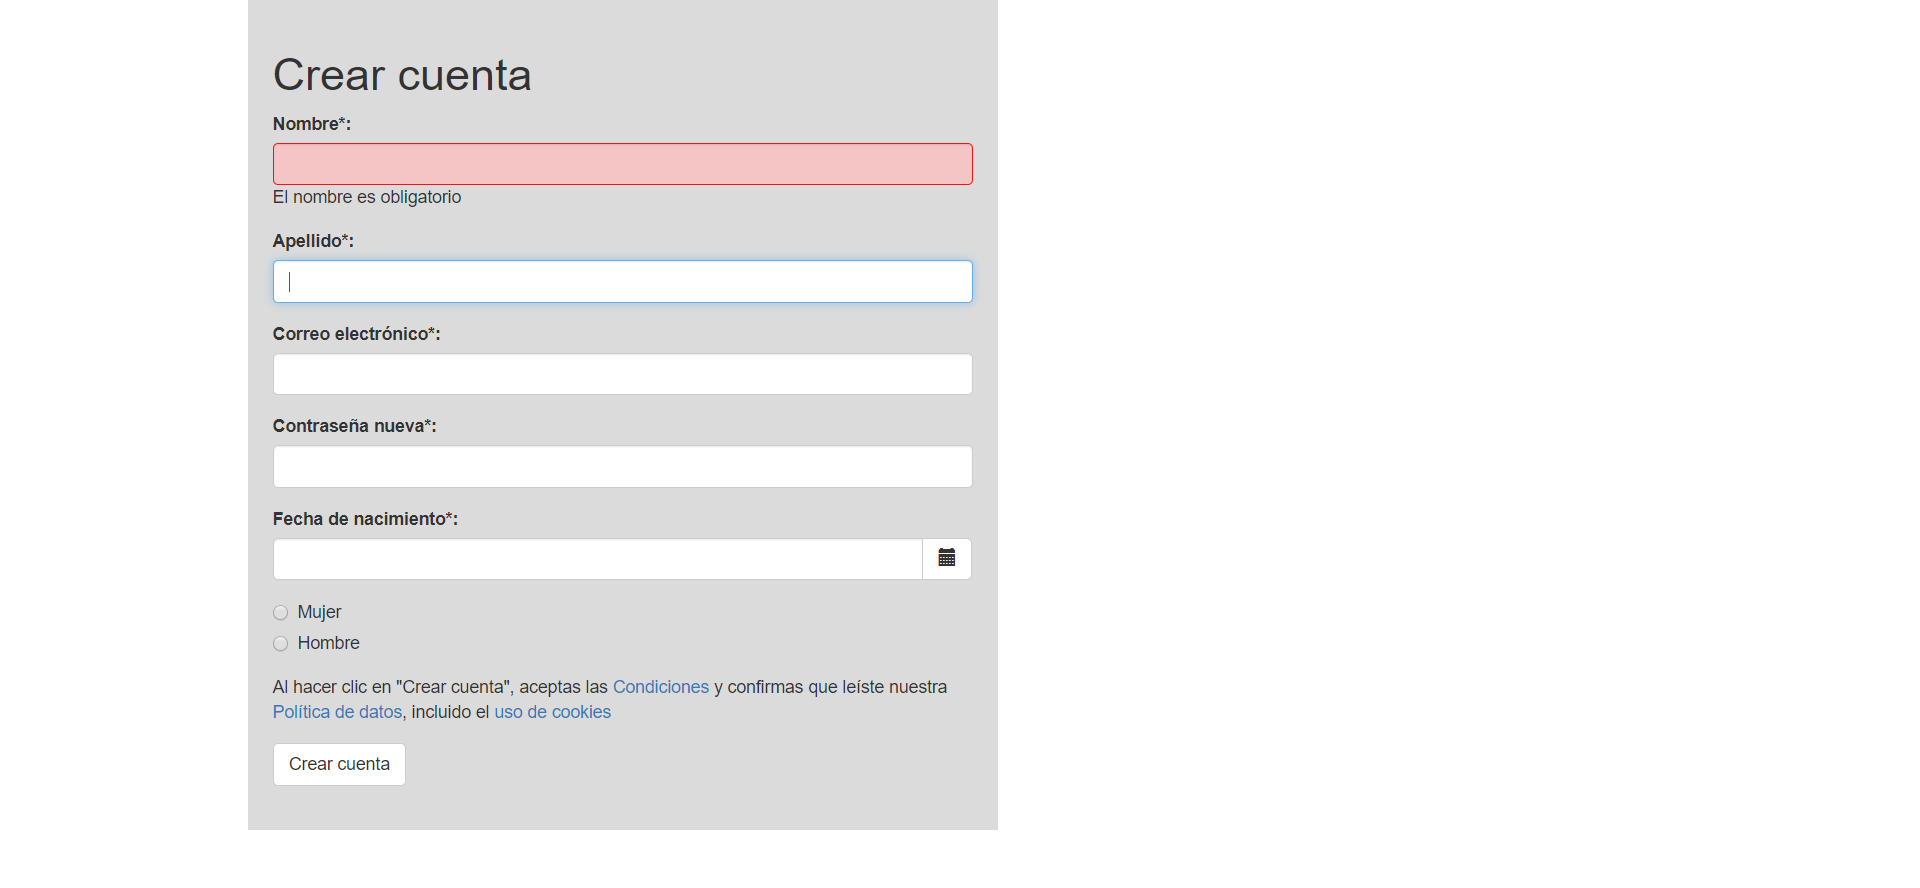 Crear cuenta
Nombre*:
El nombre es obligatorio
Apellido*:
Correo electrónico*:
Contraseña nueva*:
Fecha de nacimiento*:
Mujer
Hombre
Al hacer clic en "Crear cuenta", aceptas las Condiciones y confirmas que leíste nuestra
Política de datos, incluido el uso de cookies
Crear cuenta